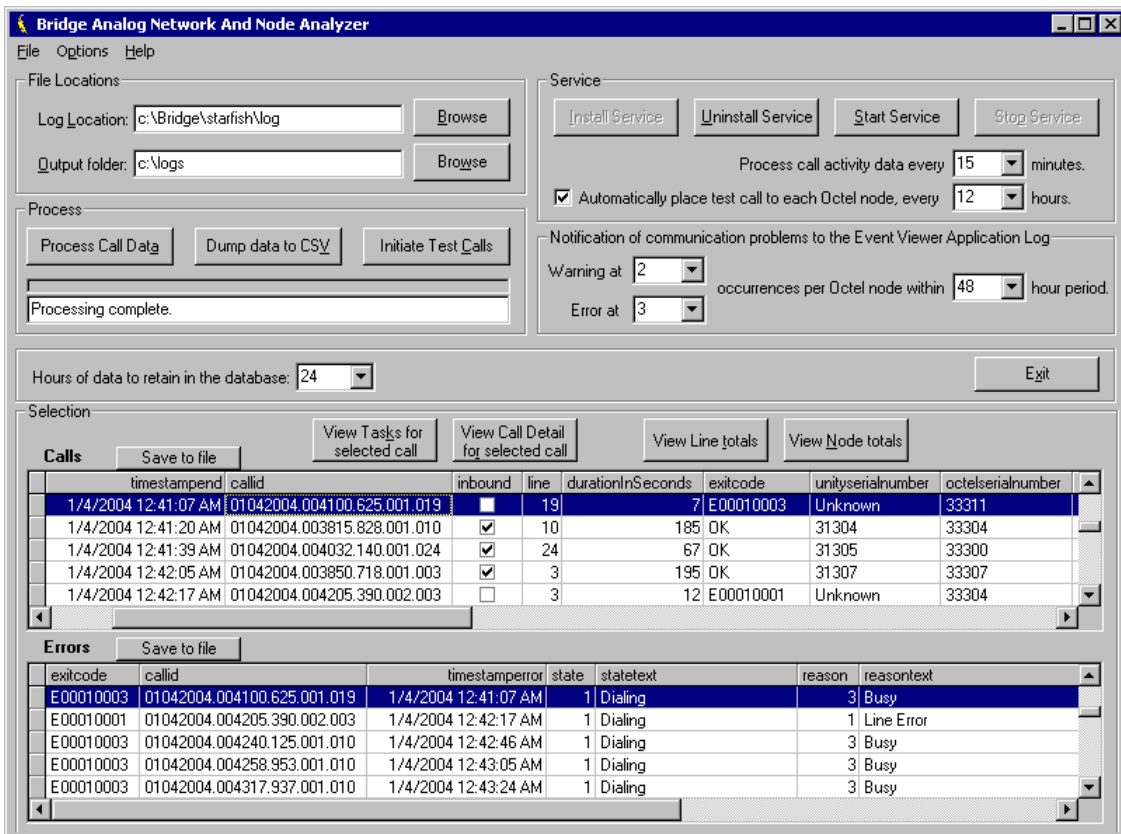 Bridge Analog Network And Node Analyzer
File Options Help
File Locations
Log Location: c:\Bridge\starfish\log Browse
Output folder: c:\logs Browse
Service
Install Service Uninstall Service Start Service Stop Service
Process call activity data every 15 minutes.
Automatically place test call to each Octel node, every 12 hours.
Process
Process Call Data Dump data to CSV Initiate Test Calls
Processing complete.
Notification of communication problems to the Event Viewer Application Log
Warning at 2
occurrences per Octel node within 48 hour period.
Error at 3
Hours of data to retain in the database: 24 Exit
Selection
Calls Save to file View Tasks for selected call View Call Detail for selected call View Line totals View Node totals
timestampend callid inbound line durationInSeconds exitcode unityserialnumber octelserialnumber
1/4/2004 12:41:07 AM 01042004.004100.625.001.019 19 7 E00010003 Unknown 33311
1/4/2004 12:41:20 AM 01042004.003815.828.001.010 10 185 OK 31304 33304
1/4/2004 12:41:39 AM 01042004.004032.140.001.024 24 67 OK 31305 33300
1/4/2004 12:42:05 AM 01042004.003850.718.001.003 3 195 OK 31307 33307
1/4/2004 12:42:17 AM 01042004.004205.390.002.003 3 12 E00010001 Unknown 33304
Errors Save to file
exitcode callid timestamperror state statetext reason reasontext
E00010003 01042004.004100.625.001.019 1/4/2004 12:41:07 AM 1 Dialing 3 Busy
E00010001 01042004.004205.390.002.003 1/4/2004 12:42:17 AM 1 Dialing 1 Line Error
E00010003 01042004.004240.125.001.010 1/4/2004 12:42:46 AM 1 Dialing 3 Busy
E00010003 01042004.004258.953.001.010 1/4/2004 12:43:05 AM 1 Dialing 3 Busy
E00010003 01042004.004317.937.001.010 1/4/2004 12:43:24 AM 1 Dialing 3 Busy